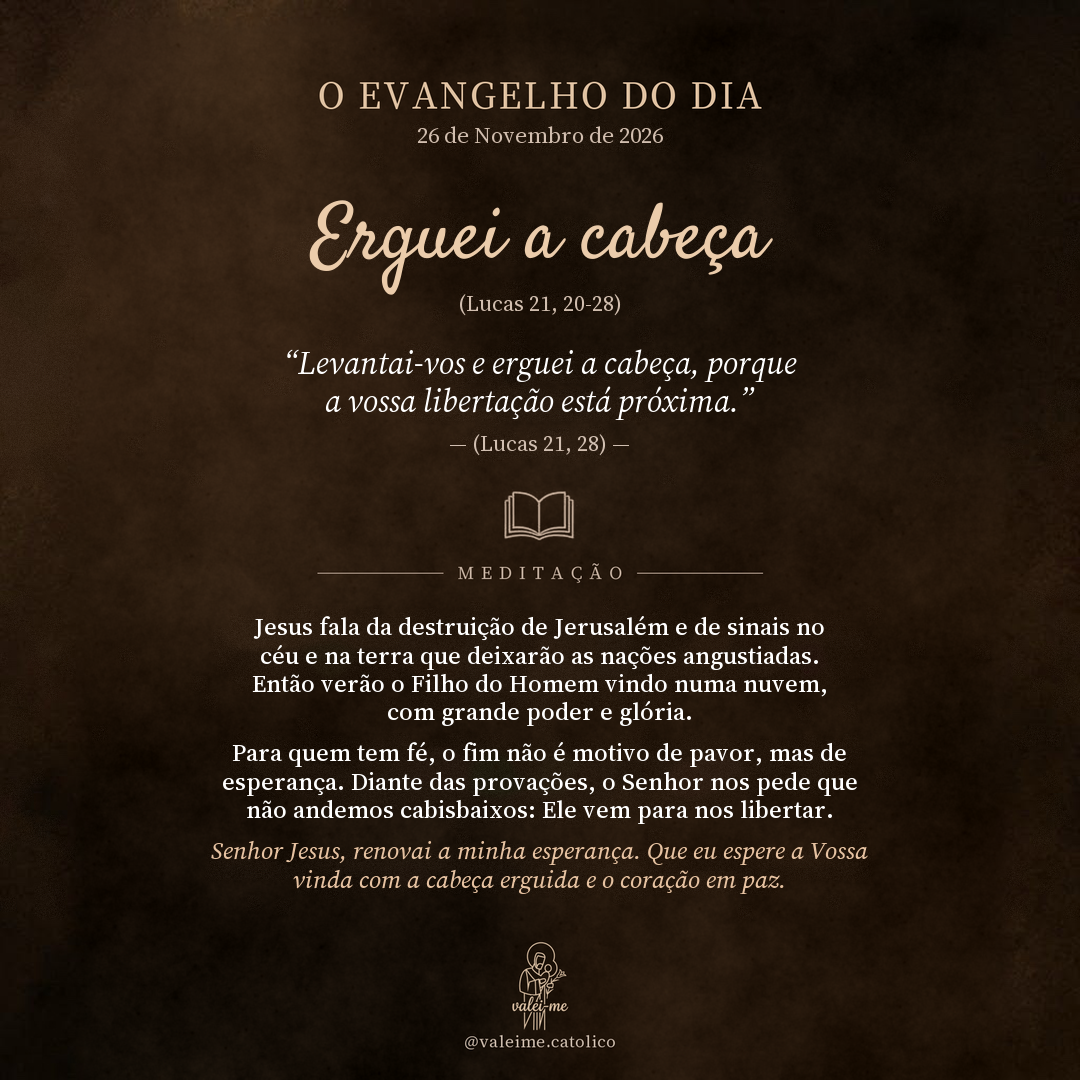 O EVANGELHO DO DIA
26 de Novembro de 2026
Erguei a cabeça
(Lucas 21, 20-28)
“Levantai-vos e erguei a cabeça, porque
a vossa libertação está próxima.”
— (Lucas 21, 28) —
MEDITAÇÃO
Jesus fala da destruição de Jerusalém e de sinais no
céu e na terra que deixarão as nações angustiadas.
Então verão o Filho do Homem vindo numa nuvem,
com grande poder e glória.
Para quem tem fé, o fim não é motivo de pavor, mas de
esperança. Diante das provações, o Senhor nos pede que
não andemos cabisbaixos: Ele vem para nos libertar.
Senhor Jesus, renovai a minha esperança. Que eu espere a Vossa
vinda com a cabeça erguida e o coração em paz.
valei-me
@valeime.catolico